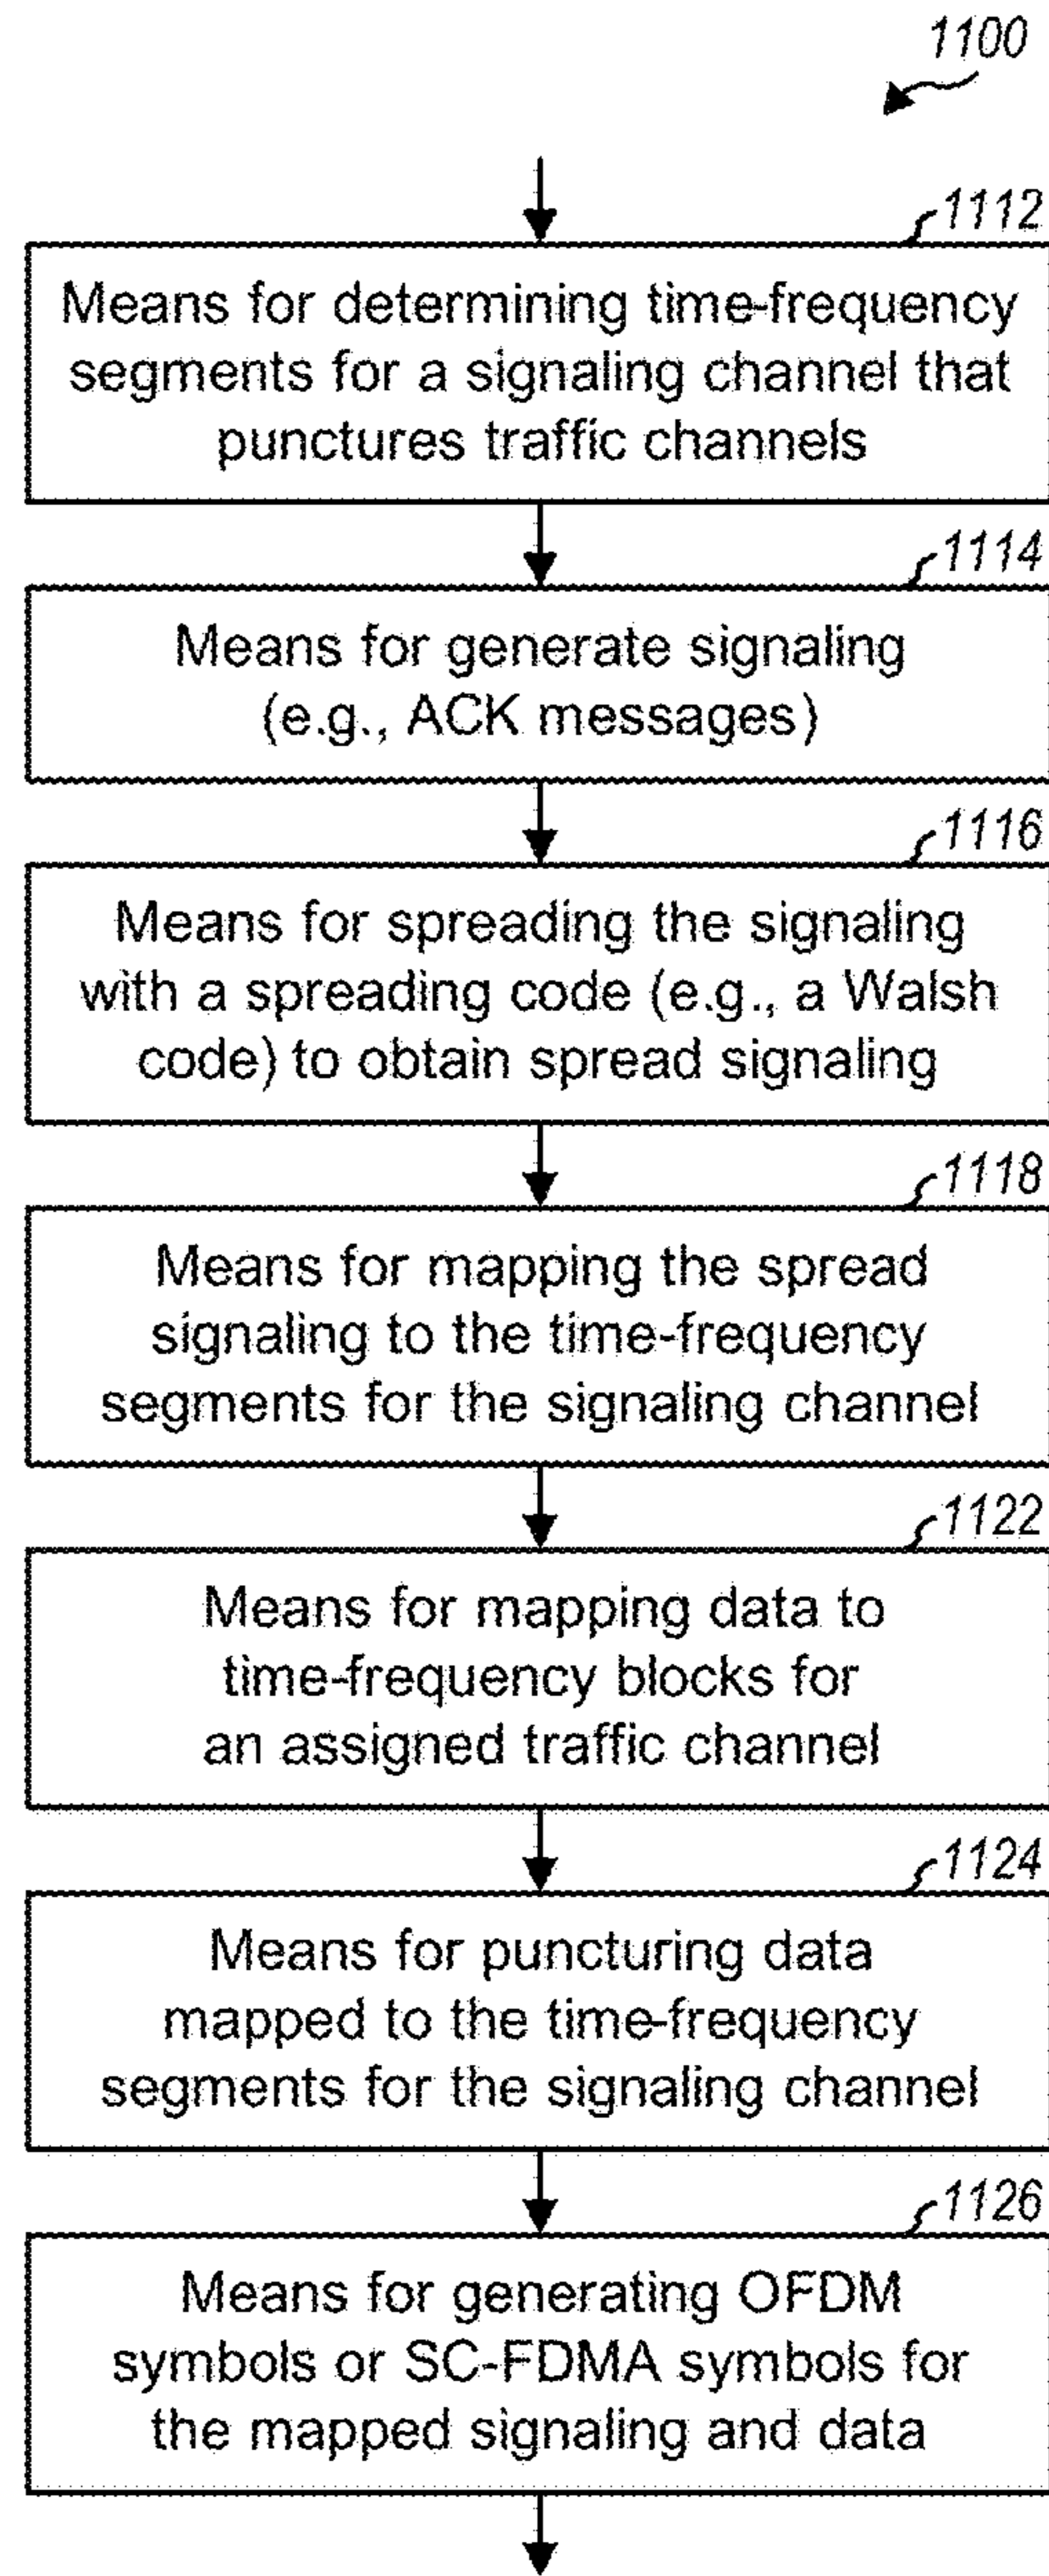 1100
1112
Means for determining time-frequency
segments for a signaling channel that
punctures traffic channels
1114
Means for generate signaling
(e.g., ACK messages)
1116
Means for spreading the signaling
with a spreading code (e.g., a Walsh
code) to obtain spread signaling
1118
Means for mapping the spread
signaling to the time-frequency
segments for the signaling channel
1122
Means for mapping data to
time-frequency blocks for
an assigned traffic channel
1124
Means for puncturing data
mapped to the time-frequency
segments for the signaling channel
1126
Means for generating OFDM
symbols or SC-FDMA symbols for
the mapped signaling and data